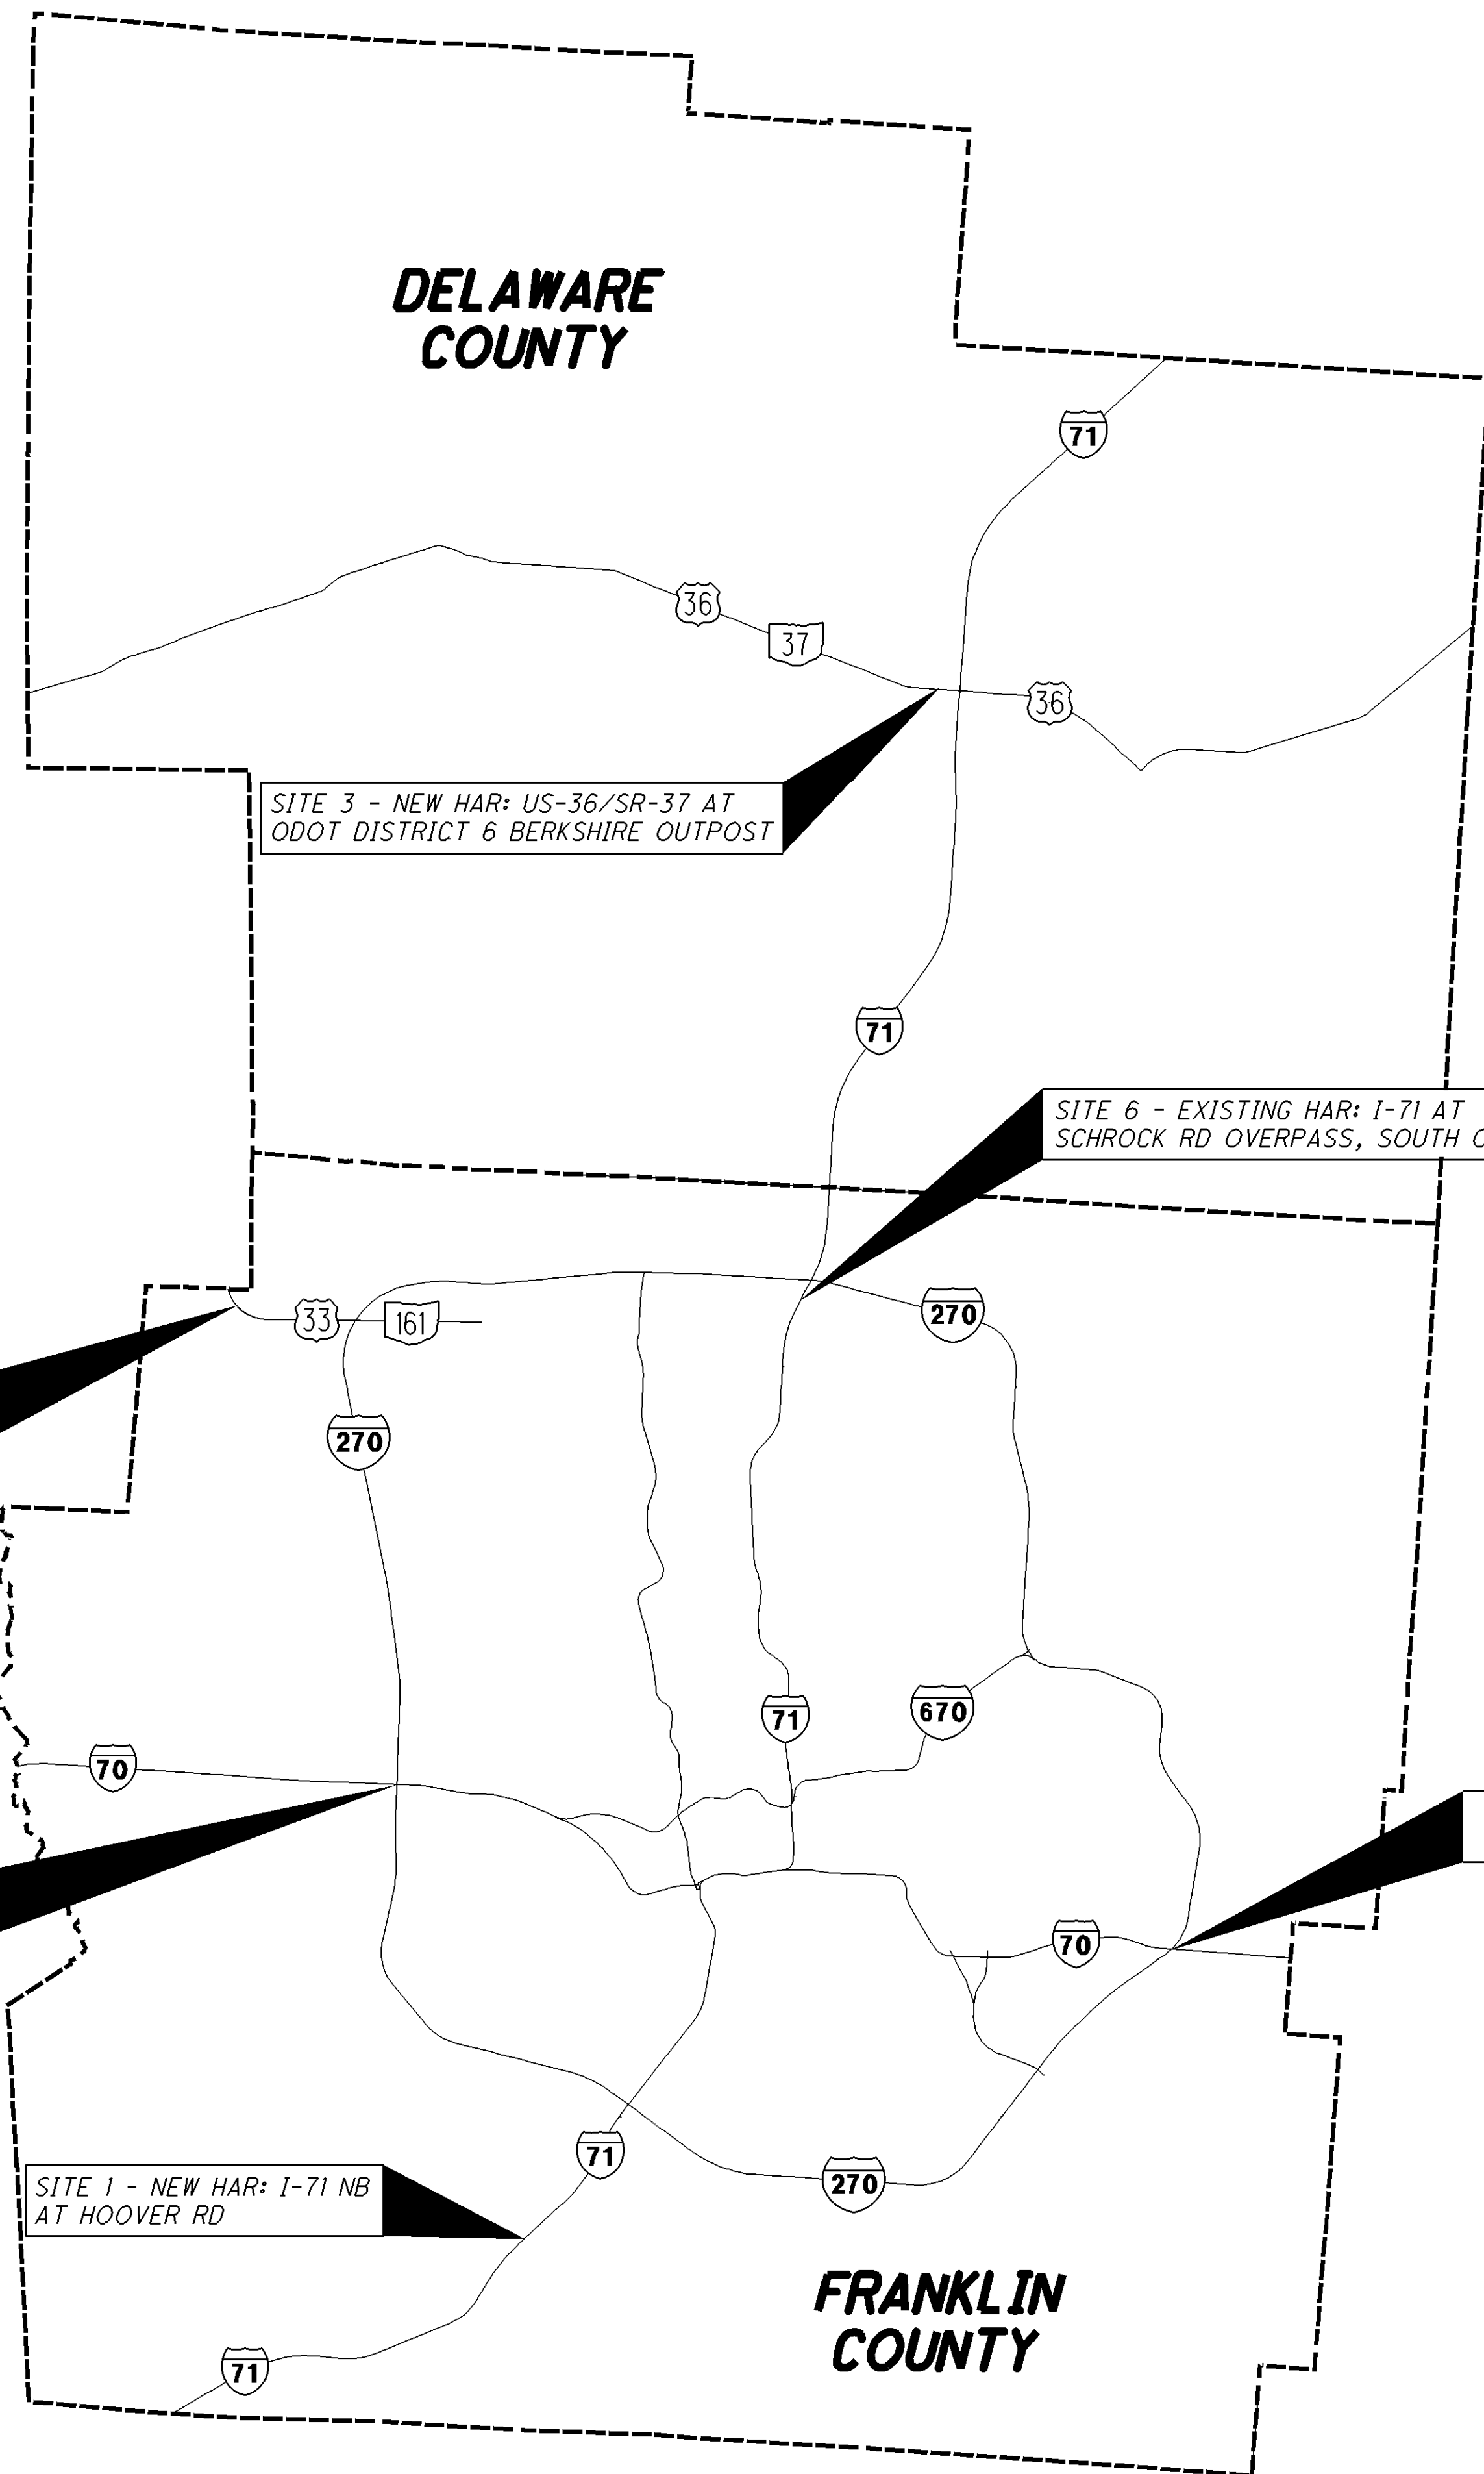 DELAWARE
COUNTY
71
36
37
36
SITE 3 - NEW HAR: US-36/SR-37 AT
ODOT DISTRICT 6 BERKSHIRE OUTPOST
71
SITE 6 - EXISTING HAR: I-71 AT
SCHROCK RD OVERPASS, SOUTH
270
33
161
270
71
670
70
70
71
270
SITE 1 - NEW HAR: I-71 NB
AT HOOVER RD
FRANKLIN
COUNTY
71